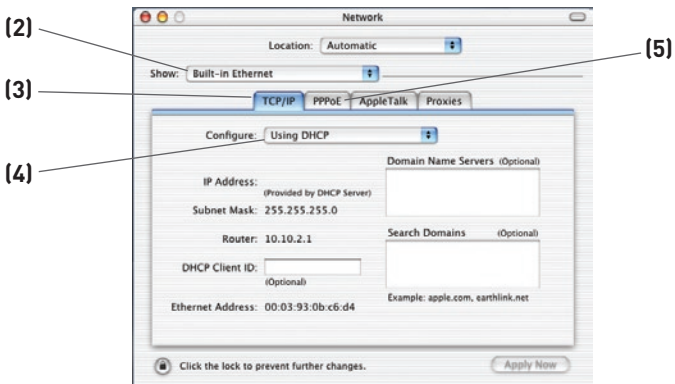 Network
(2)
Location: Automatic
(5)
Show: Built-in Ethernet
(3)
TCP/IP PPPoE AppleTalk Proxies
Configure: Using DHCP
(4)
Domain Name Servers (Optional)
IP Address:
(Provided by DHCP Server)
Subnet Mask: 255.255.255.0
Router: 10.10.2.1
Search Domains (Optional)
DHCP Client ID:
(Optional)
Example: apple.com, earthlink.net
Ethernet Address: 00:03:93:0b:c6:d4
Click the lock to prevent further changes.
Apply Now